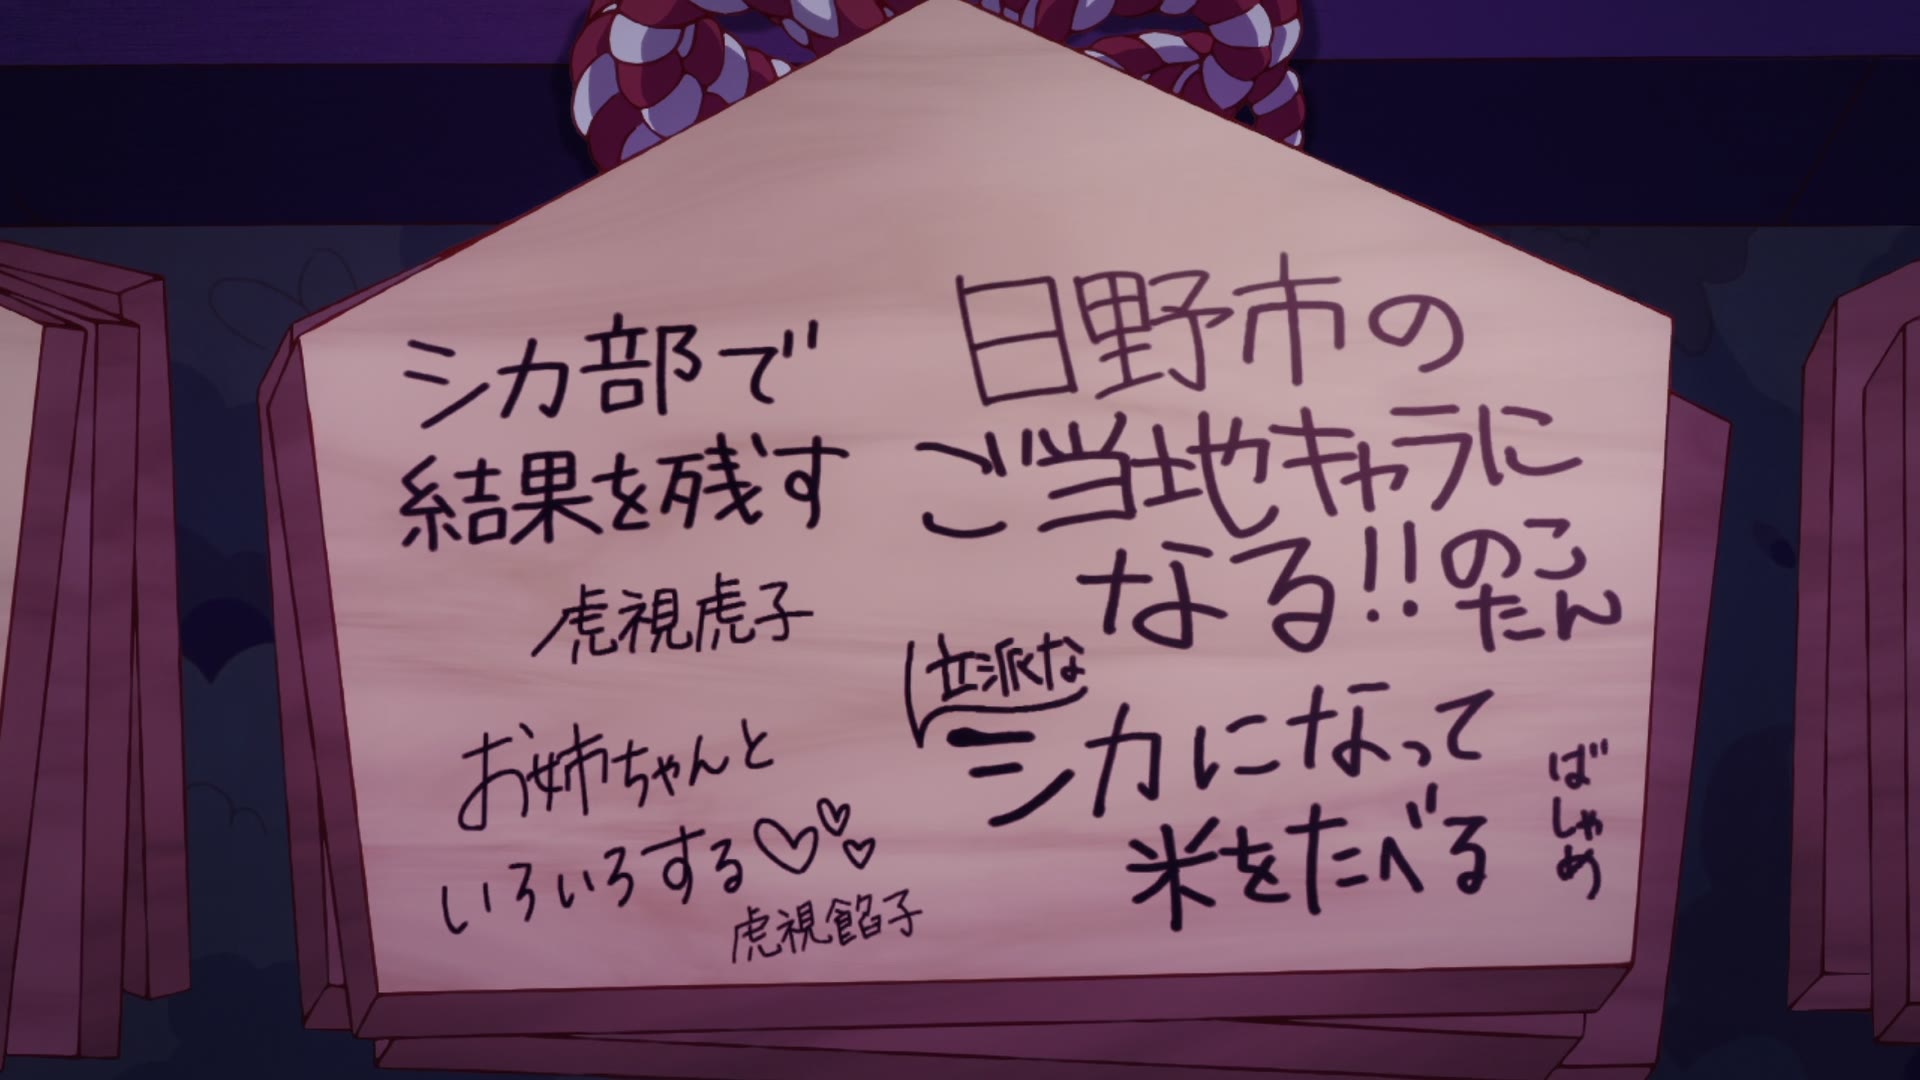 日野市の
ご当地キャラに
なる!!のこたん
立派な
シカになって
米をたべる
ばしゃめ
シカ部で
結果を残す
虎視虎子
お姉ちゃんと
いろいろする♡♡♡
虎視餡子